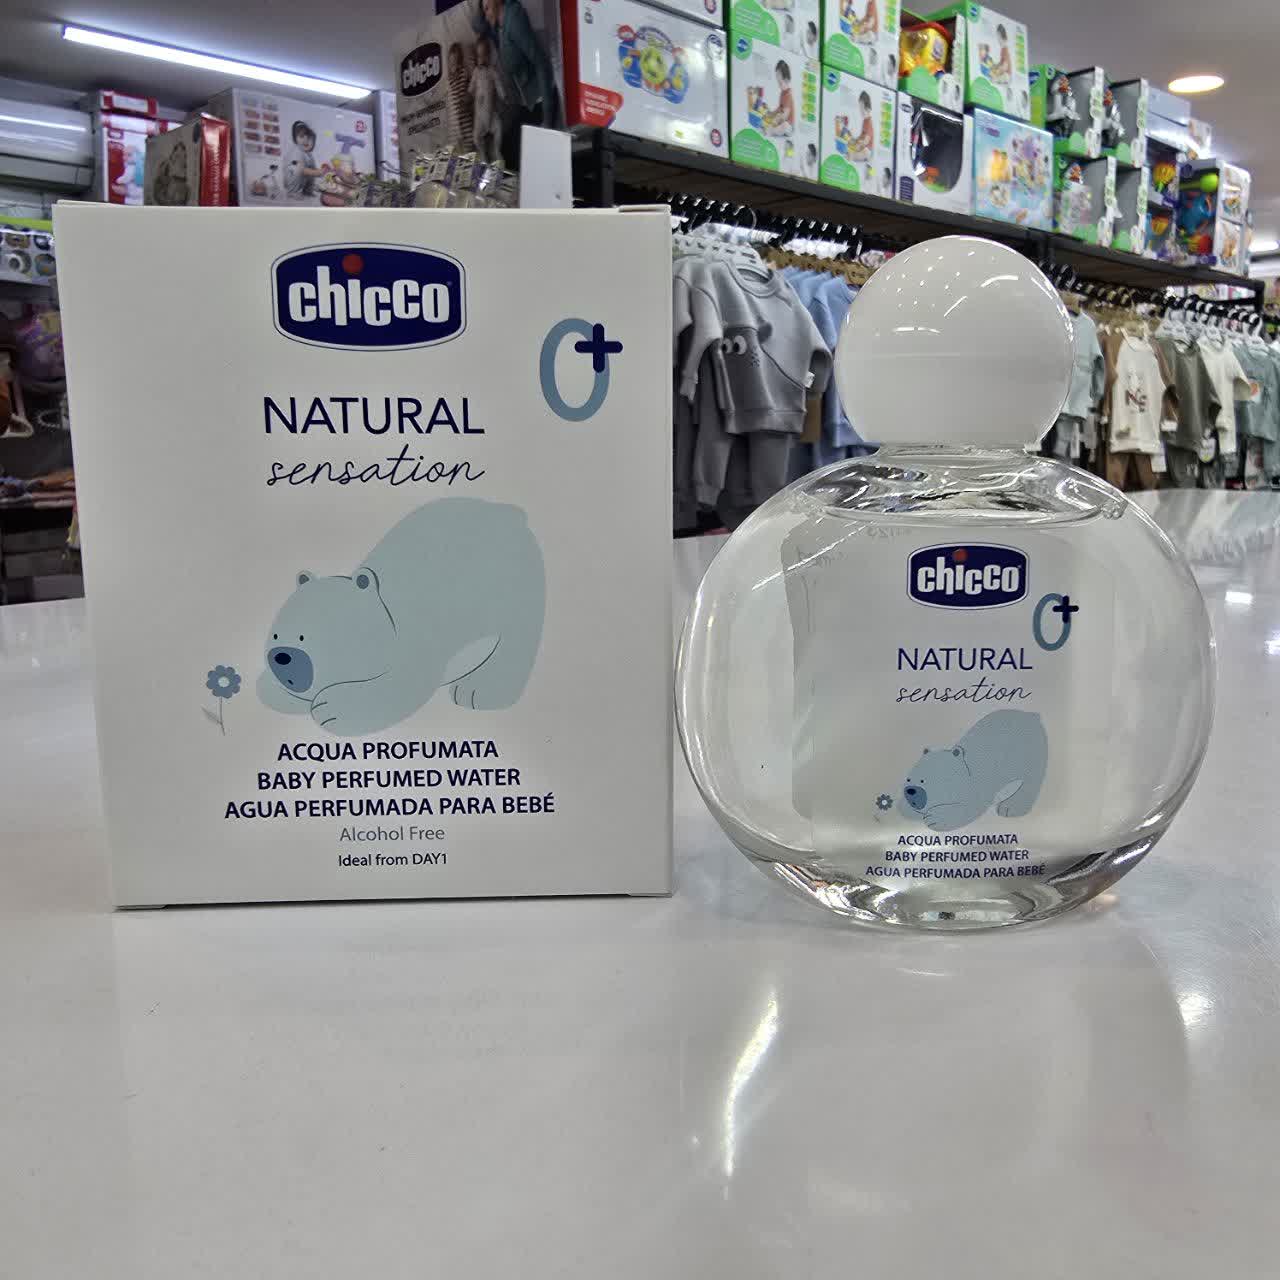 chicco
chicco
0+
NATURAL
sensation
ACQUA PROFUMATA
BABY PERFUMED WATER
AGUA PERFUMADA PARA BEBÉ
Alcohol Free
Ideal from DAY1
chicco
0+
NATURAL
sensation
ACQUA PROFUMATA
BABY PERFUMED WATER
AGUA PERFUMADA PARA BEBÉ